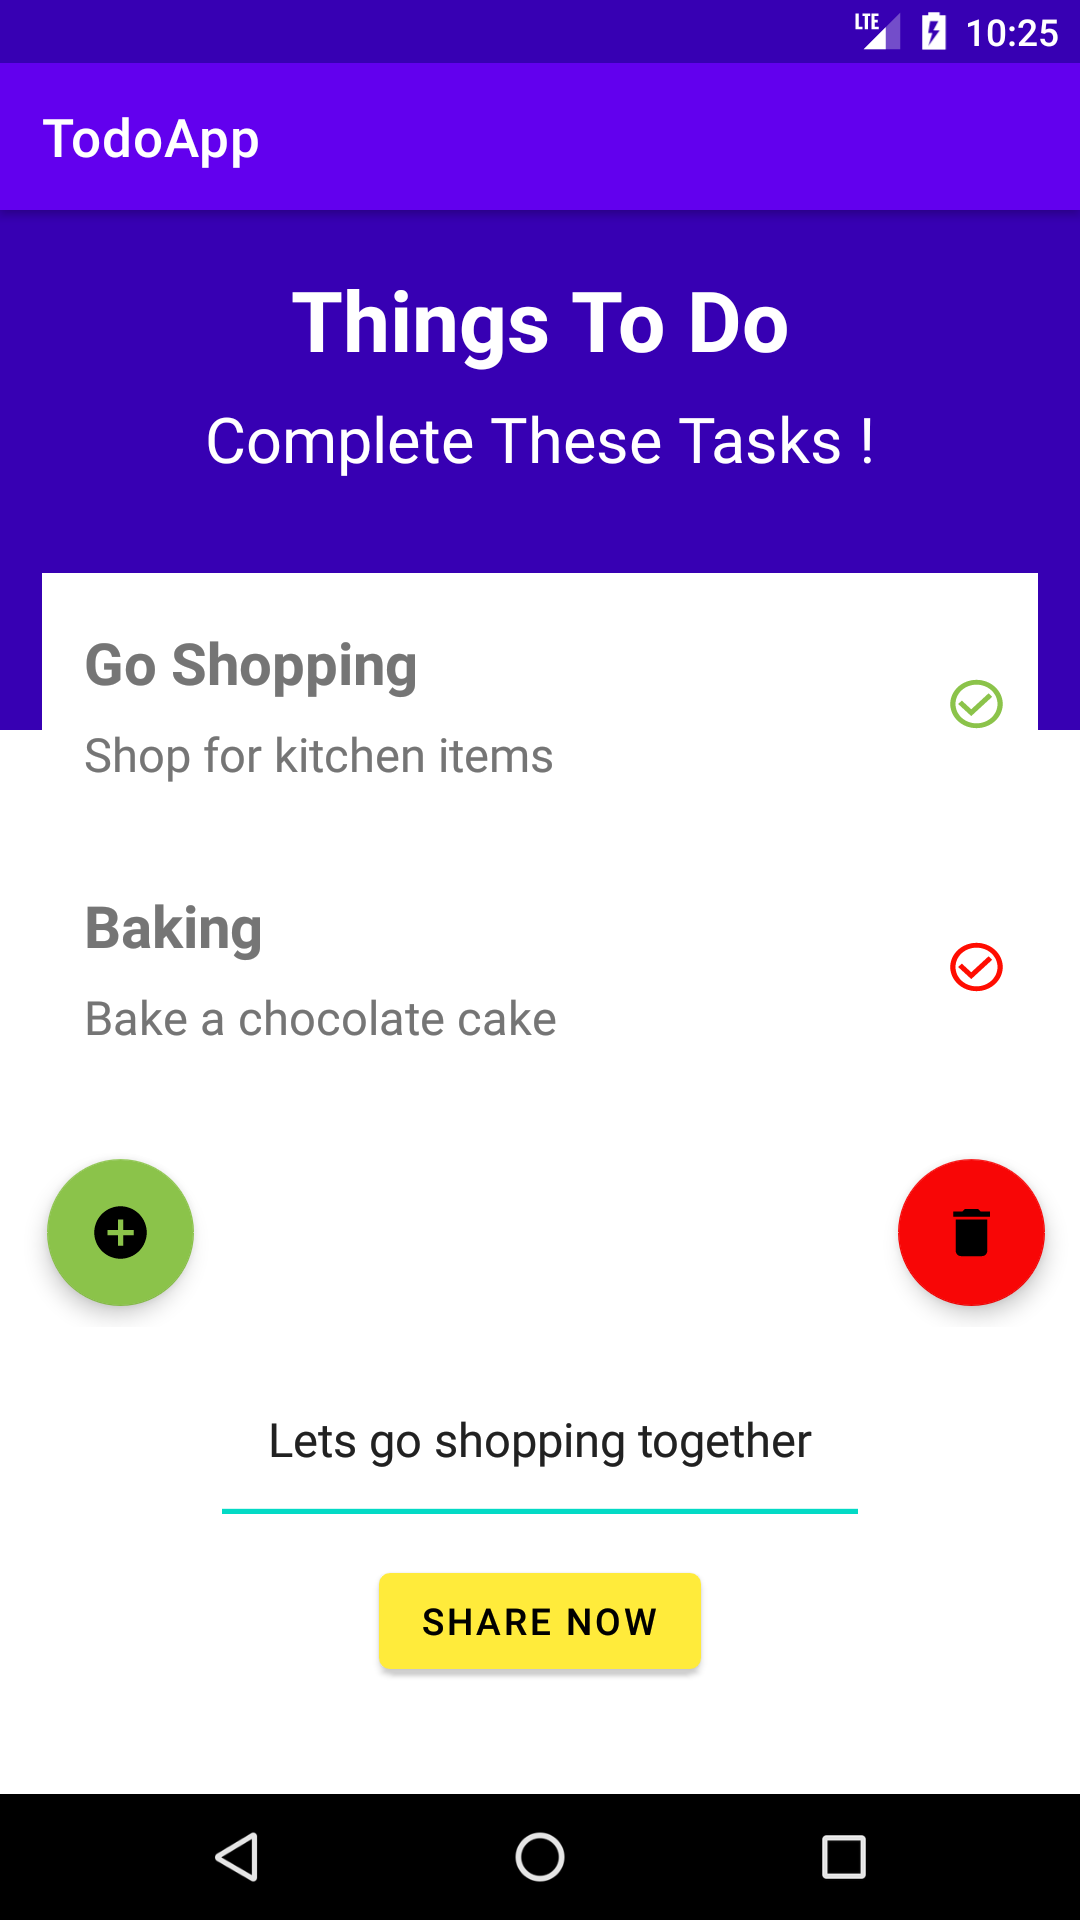 LTE 10:25
TodoApp
Things To Do
Complete These Tasks !
Go Shopping
Shop for kitchen items
Baking
Bake a chocolate cake
Lets go shopping together
SHARE NOW